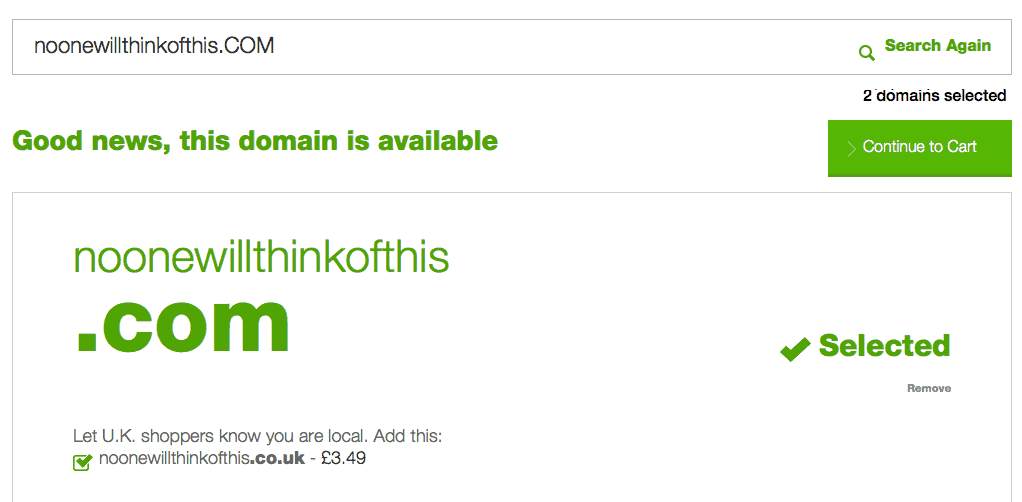 noonewillthinkofthis.COM
Search Again
2 domains selected
Good news, this domain is available
Continue to Cart
noonewillthinkofthis
.com
Selected
Remove
Let U.K. shoppers know you are local. Add this:
noonewillthinkofthis.co.uk - £3.49